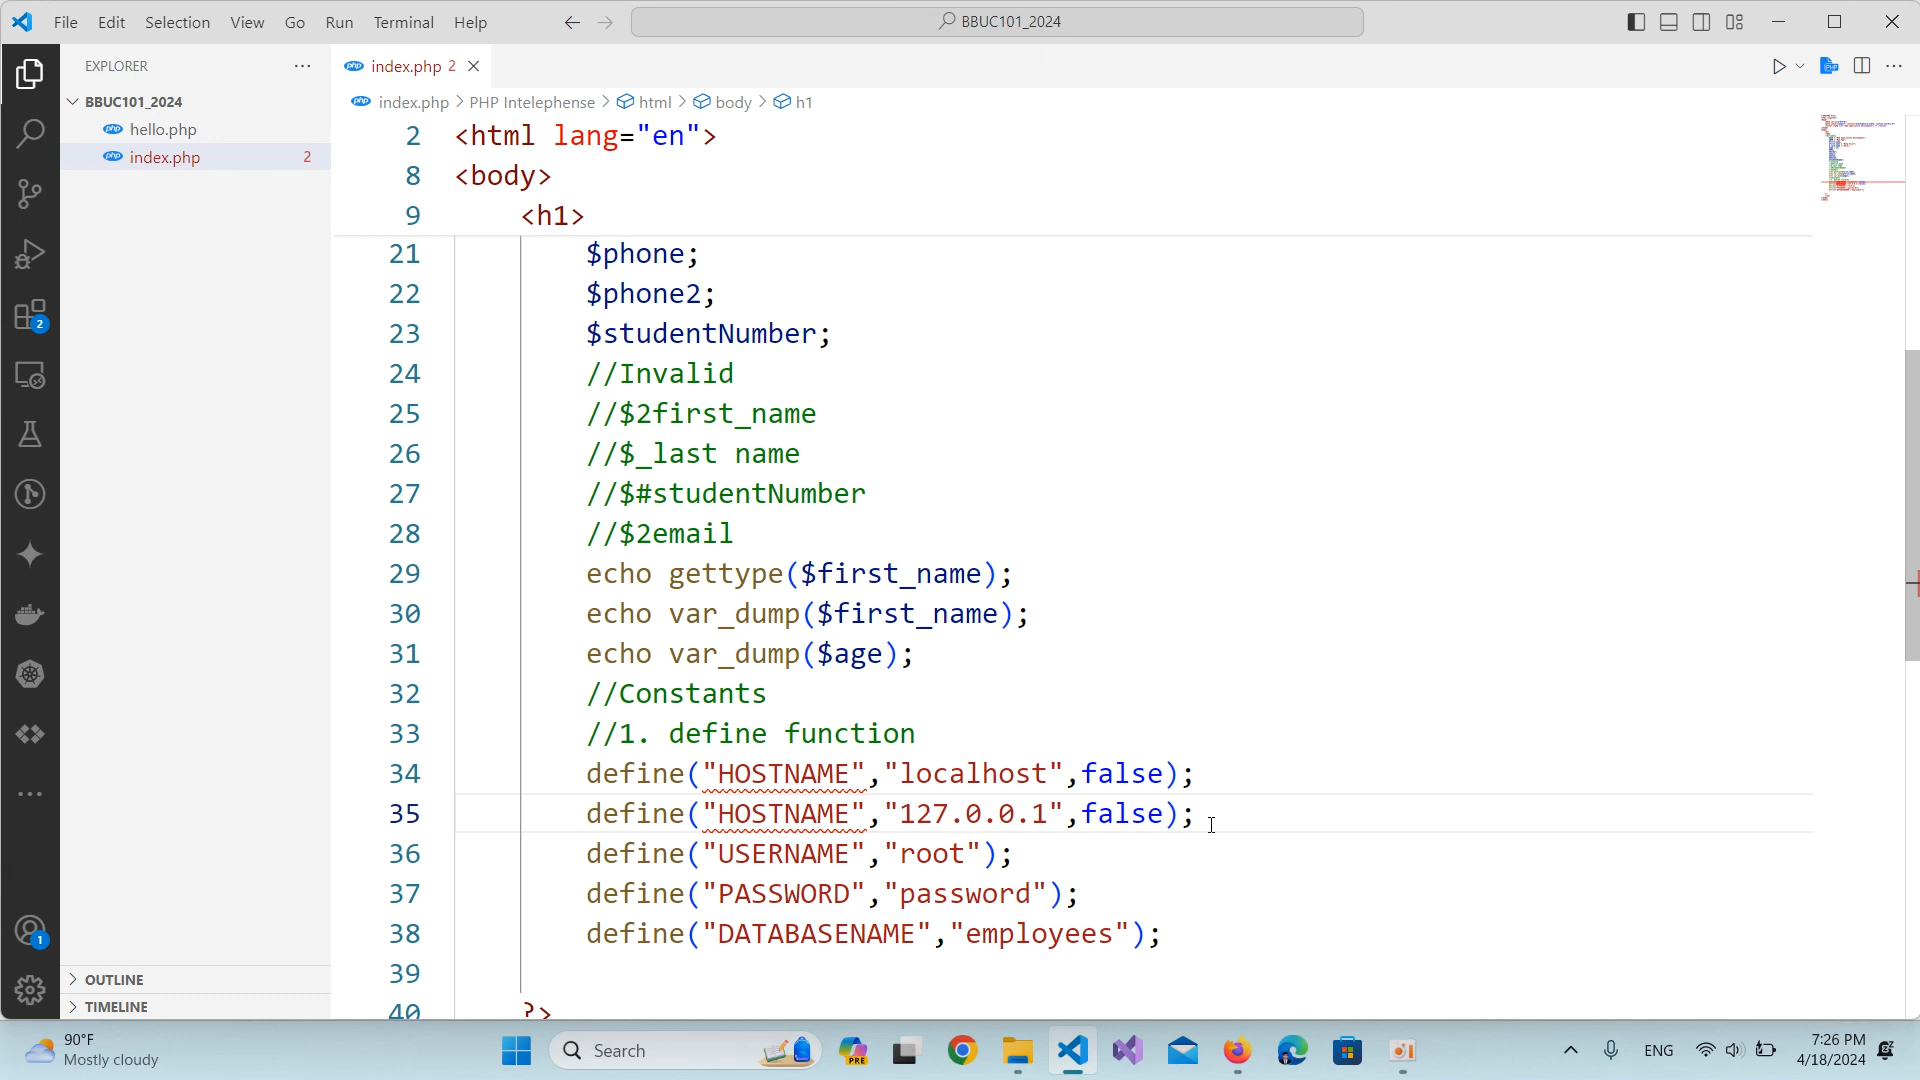 File Edit Selection View Go Run Terminal Help
BBUC101_2024
EXPLORER
BBUC101_2024
hello.php
index.php 2
OUTLINE
TIMELINE
index.php 2
index.php > PHP Intelephense > html > body > h1
2 <html lang="en">
8 <body>
9 <h1>
21 $phone;
22 $phone2;
23 $studentNumber;
24 //Invalid
25 //$2first_name
26 //$_last name
27 //$#studentNumber
28 //$2email
29 echo gettype($first_name);
30 echo var_dump($first_name);
31 echo var_dump($age);
32 //Constants
33 //1. define function
34 define("HOSTNAME","localhost",false);
35 define("HOSTNAME","127.0.0.1",false);
36 define("USERNAME","root");
37 define("PASSWORD","password");
38 define("DATABASENAME","employees");
39
40 ?>
2
1
90°F
Mostly cloudy
Search
PRE
ENG
7:26 PM
4/18/2024